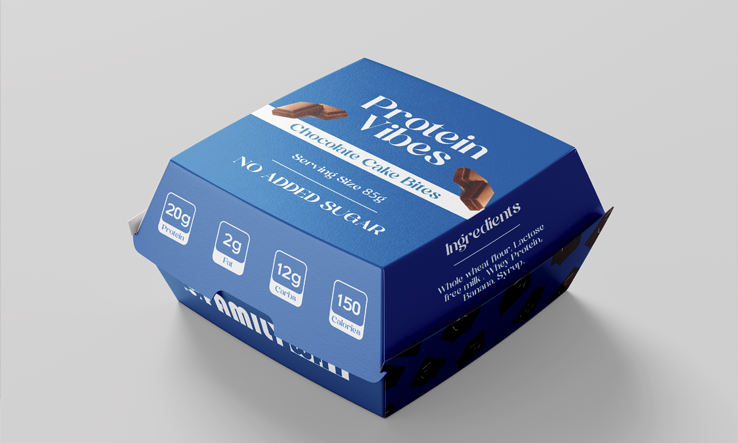 Protein
Vibes
Chocolate Cake Bites
Serving Size 85g
NO ADDED SUGAR
20g
Protein
2g
Fat
12g
Carbs
150
Calories
Ingredients
Whole wheat flour, Lactose
free milk, Whey Protein,
Banana, Syrup.